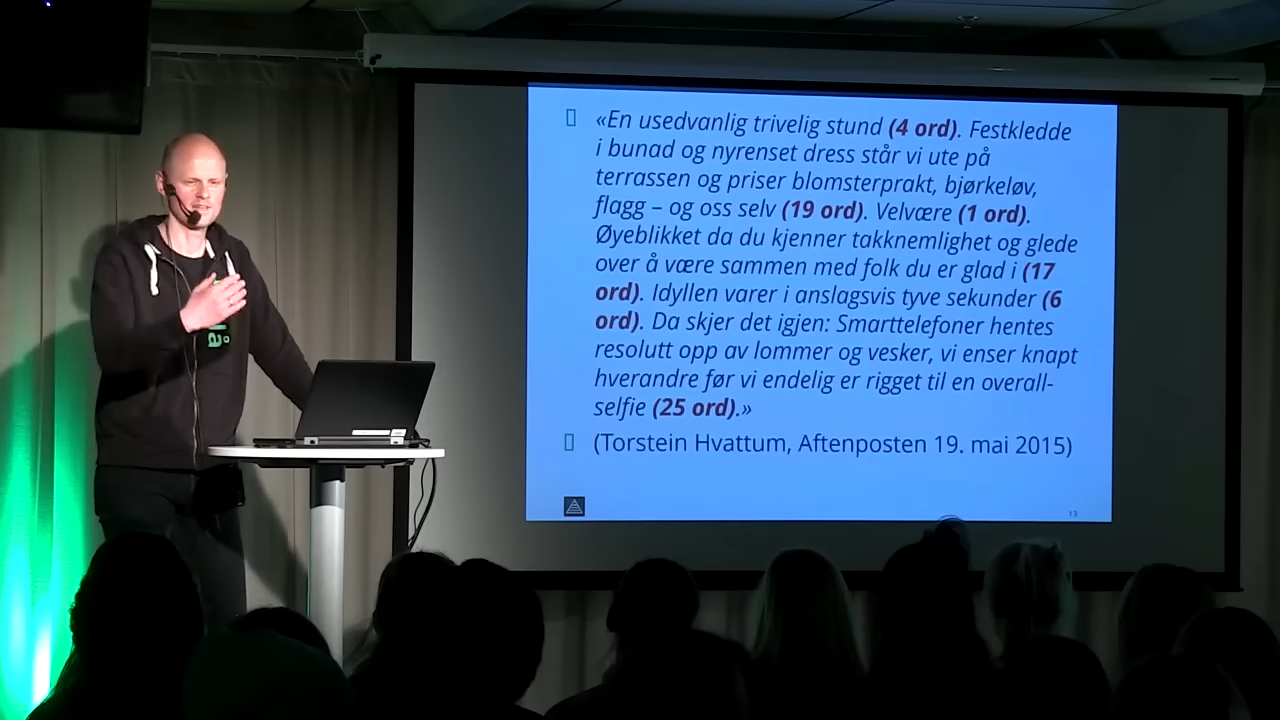 «En usedvanlig trivelig stund (4 ord). Festkledde
i bunad og nyrenset dress står vi ute på
terrassen og priser blomsterprakt, bjørkeløv,
flagg – og oss selv (19 ord). Velvære (1 ord).
Øyeblikket da du kjenner takknemlighet og glede
over å være sammen med folk du er glad i (17
ord). Idyllen varer i anslagsvis tyve sekunder (6
ord). Da skjer det igjen: Smarttelefoner hentes
resolutt opp av lommer og vesker, vi enser knapt
hverandre før vi endelig er rigget til en overall-
selfie (25 ord).»
(Torstein Hvattum, Aftenposten 19. mai 2015)
13